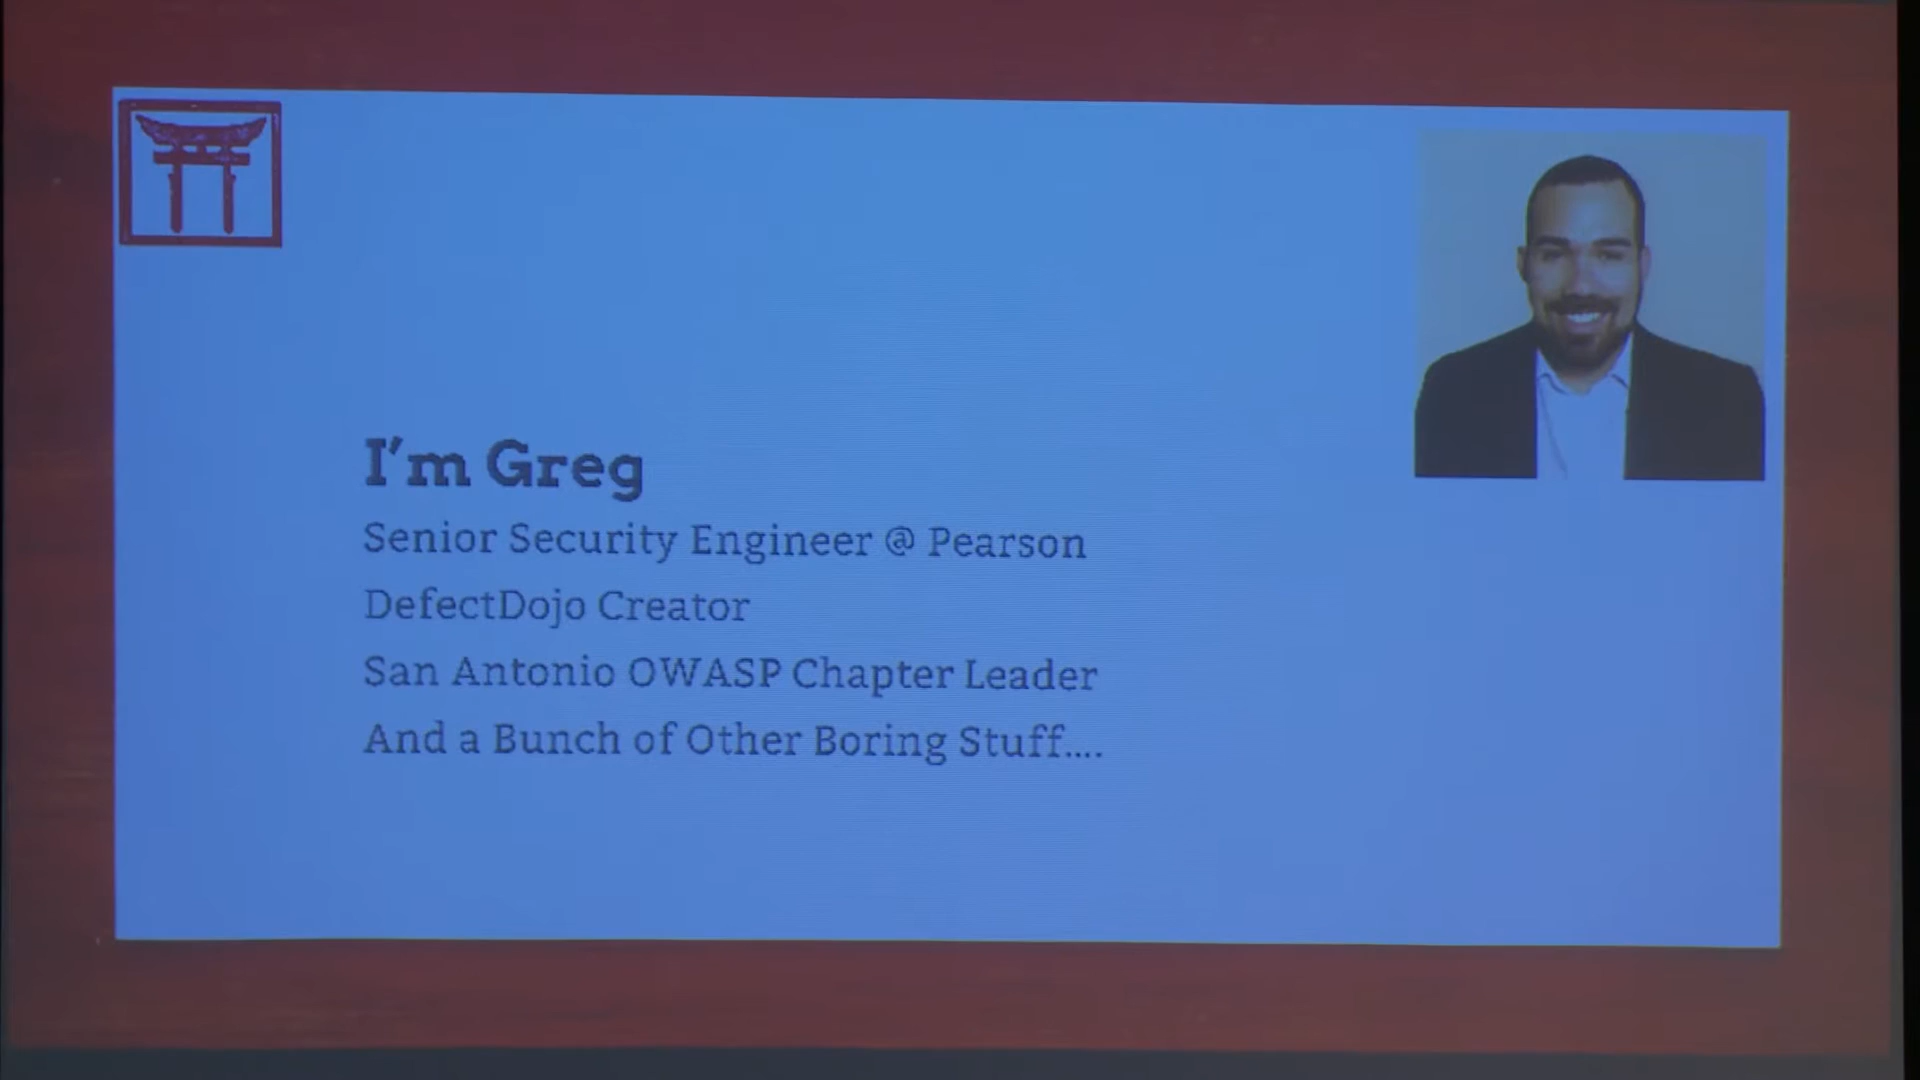 I'm Greg
Senior Security Engineer @ Pearson
DefectDojo Creator
San Antonio OWASP Chapter Leader
And a Bunch of Other Boring Stuff....